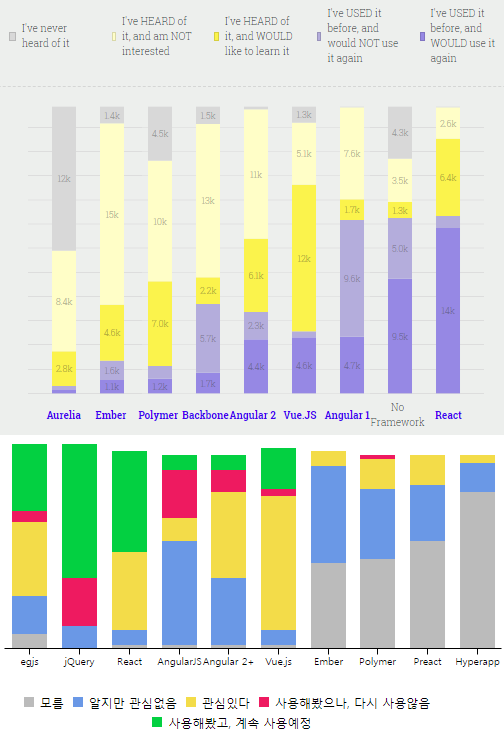 I've never
heard of it
I've HEARD of
it, and am NOT
interested
I've HEARD of
it, and WOULD
like to learn it
I've USED it
before, and
would NOT use
it again
I've USED it
before, and
WOULD use it
again
12k
8.4k
2.8k
1.4k
15k
4.6k
1.6k
1.1k
4.5k
10k
7.0k
1.2k
1.5k
13k
2.2k
5.7k
1.7k
11k
6.1k
2.3k
4.4k
1.3k
5.1k
12k
4.6k
7.6k
1.7k
9.6k
4.7k
4.3k
3.5k
1.3k
5.0k
9.5k
2.6k
6.4k
14k
Aurelia Ember Polymer Backbone Angular 2 Vue.JS Angular 1 No Framework React
egjs jQuery React AngularJS Angular 2+ Vue.js Ember Polymer Preact Hyperapp
모름 알지만 관심없음 관심있다 사용해봤으나, 다시 사용않음
사용해봤고, 계속 사용예정